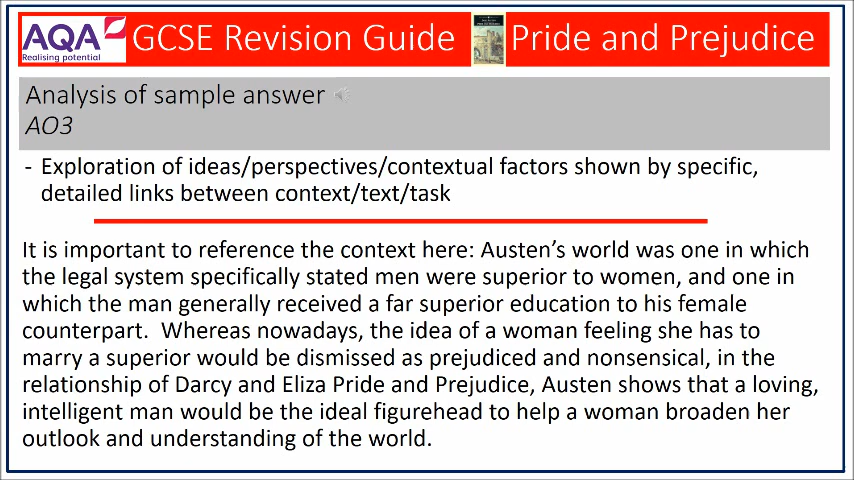 AQA GCSE Revision Guide Pride and Prejudice
Realising potential
Analysis of sample answer
AO3
- Exploration of ideas/perspectives/contextual factors shown by specific,
detailed links between context/text/task
It is important to reference the context here: Austen's world was one in which
the legal system specifically stated men were superior to women, and one in
which the man generally received a far superior education to his female
counterpart. Whereas nowadays, the idea of a woman feeling she has to
marry a superior would be dismissed as prejudiced and nonsensical, in the
relationship of Darcy and Eliza Pride and Prejudice, Austen shows that a loving,
intelligent man would be the ideal figurehead to help a woman broaden her
outlook and understanding of the world.